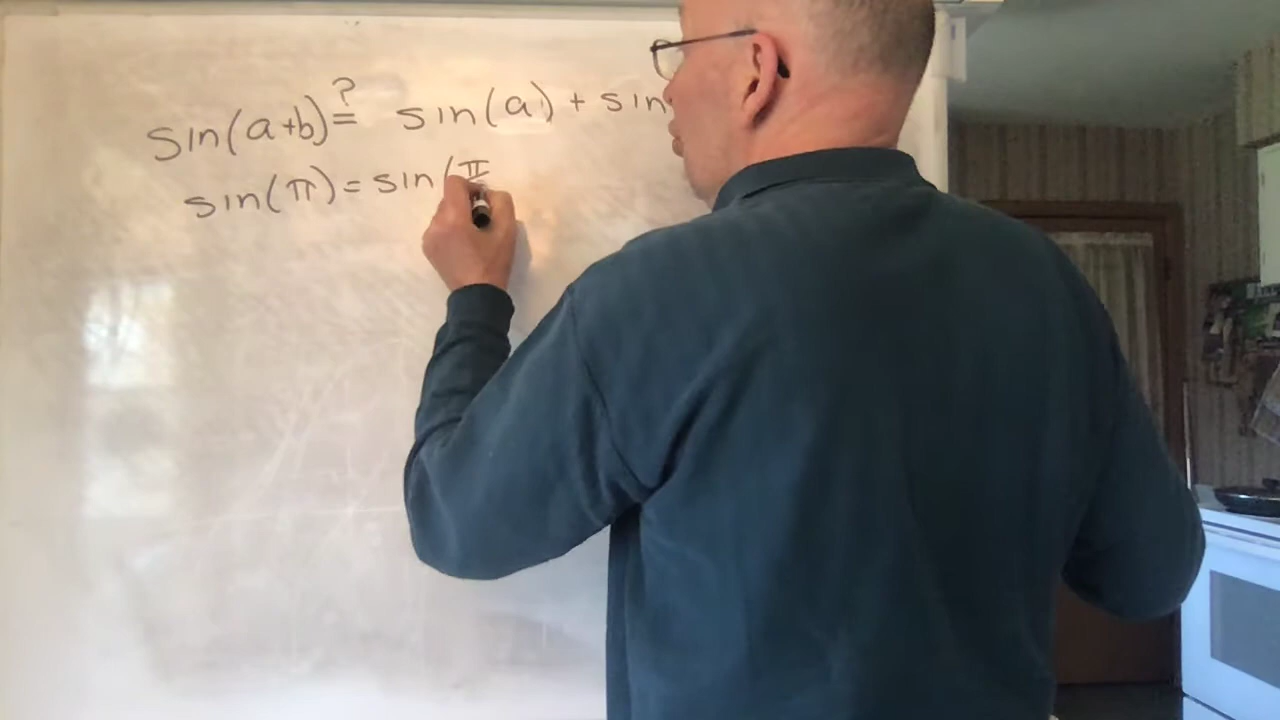 sin(a+b) ≟ sin(a) + sin
sin(π) = sin(π